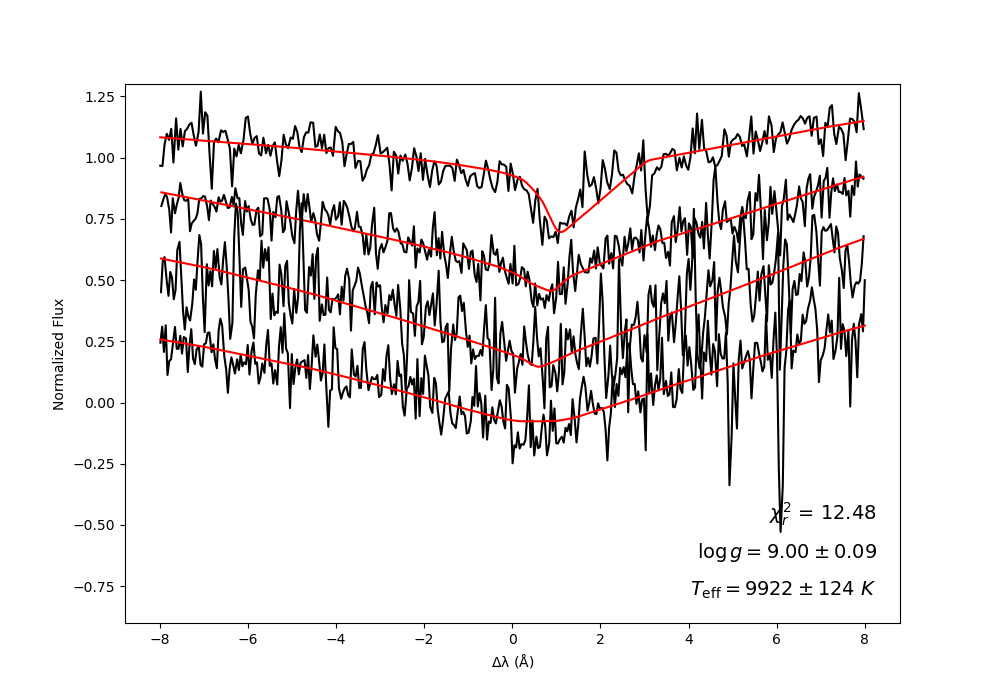 1.25
1.00
0.75
0.50
0.25
0.00
−0.25
−0.50
−0.75
Normalized Flux
χ²ᵣ = 12.48
log g = 9.00 ± 0.09
T_eff = 9922 ± 124 K
−8 −6 −4 −2 0 2 4 6 8
Δλ (Å)